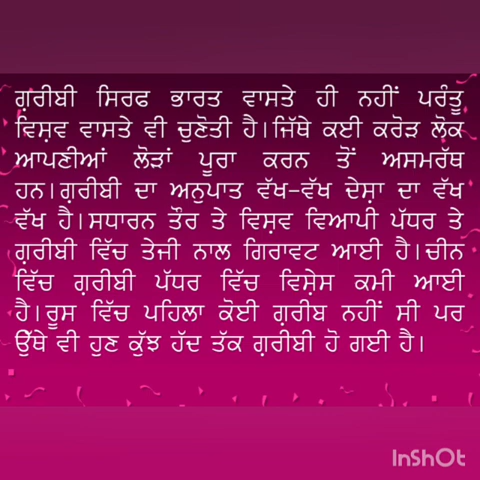 ਗ਼ਰੀਬੀ ਸਿਰਫ ਭਾਰਤ ਵਾਸਤੇ ਹੀ ਨਹੀਂ ਪਰੰਤੂ
ਵਿਸ਼ਵ ਵਾਸਤੇ ਵੀ ਚੁਣੋਤੀ ਹੈ।ਜਿੱਥੇ ਕਈ ਕਰੋੜ ਲੋਕ
ਆਪਣੀਆਂ ਲੋੜਾਂ ਪੂਰਾ ਕਰਨ ਤੋਂ ਅਸਮਰੱਥ
ਹਨ।ਗ਼ਰੀਬੀ ਦਾ ਅਨੁਪਾਤ ਵੱਖ-ਵੱਖ ਦੇਸ਼ਾ ਦਾ ਵੱਖ
ਵੱਖ ਹੈ।ਸਧਾਰਨ ਤੌਰ ਤੇ ਵਿਸ਼ਵ ਵਿਆਪੀ ਪੱਧਰ ਤੇ
ਗ਼ਰੀਬੀ ਵਿੱਚ ਤੇਜੀ ਨਾਲ ਗਿਰਾਵਟ ਆਈ ਹੈ।ਚੀਨ
ਵਿੱਚ ਗ਼ਰੀਬੀ ਪੱਧਰ ਵਿੱਚ ਵਿਸ਼ੇਸ ਕਮੀ ਆਈ
ਹੈ।ਰੂਸ ਵਿੱਚ ਪਹਿਲਾ ਕੋਈ ਗ਼ਰੀਬ ਨਹੀਂ ਸੀ ਪਰ
ਉੱਥੇ ਵੀ ਹੁਣ ਕੁੱਝ ਹੱਦ ਤੱਕ ਗ਼ਰੀਬੀ ਹੋ ਗਈ ਹੈ।
InShOt